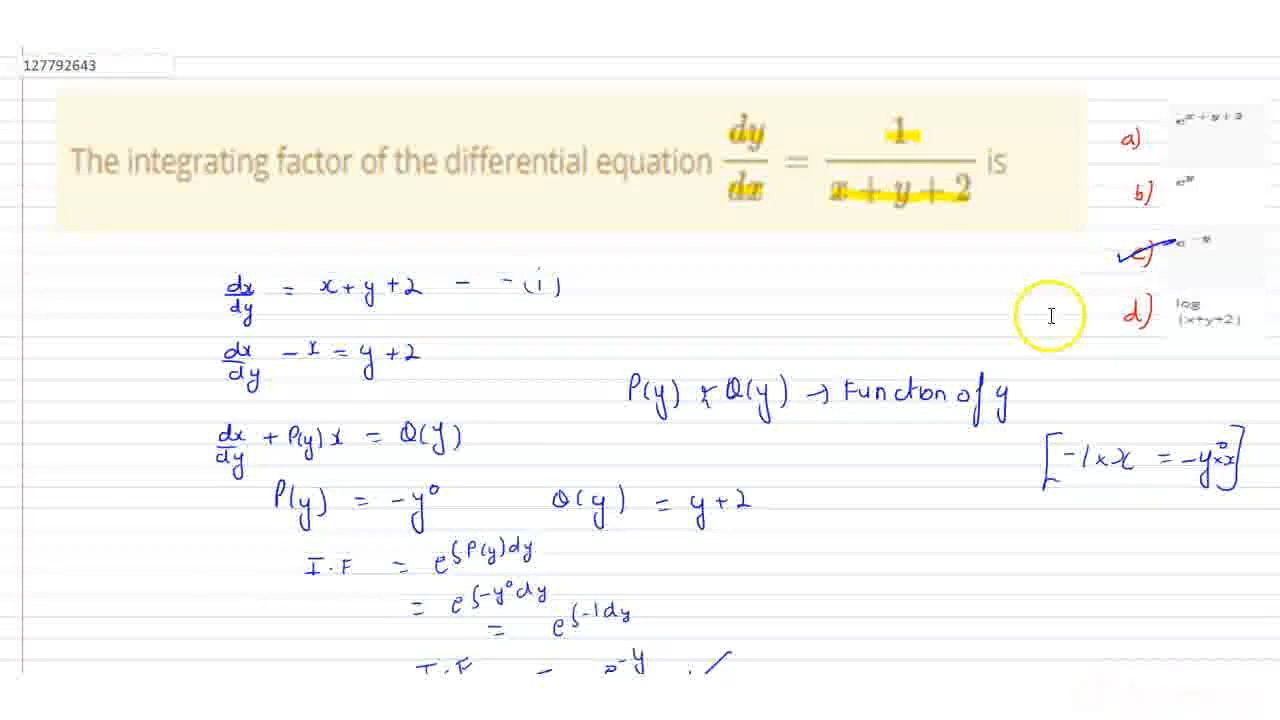 127792643
The integrating factor of the differential equation dy/dx = 1/(x + y + 2) is
a) e^(x+y+2)
b) e^y
c) e^-y
d) log (x+y+2)
dx/dy = x + y + 2 - - (i)
dx/dy - x = y + 2
P(y) & Q(y) → Function of y
dx/dy + P(y) x = Q(y)
[-1 × x = -y^0 × x]
P(y) = -y^0 Q(y) = y + 2
I.F = e^∫P(y)dy
= e^∫-y^0 dy
= e^∫-1dy
I.F = e^-y